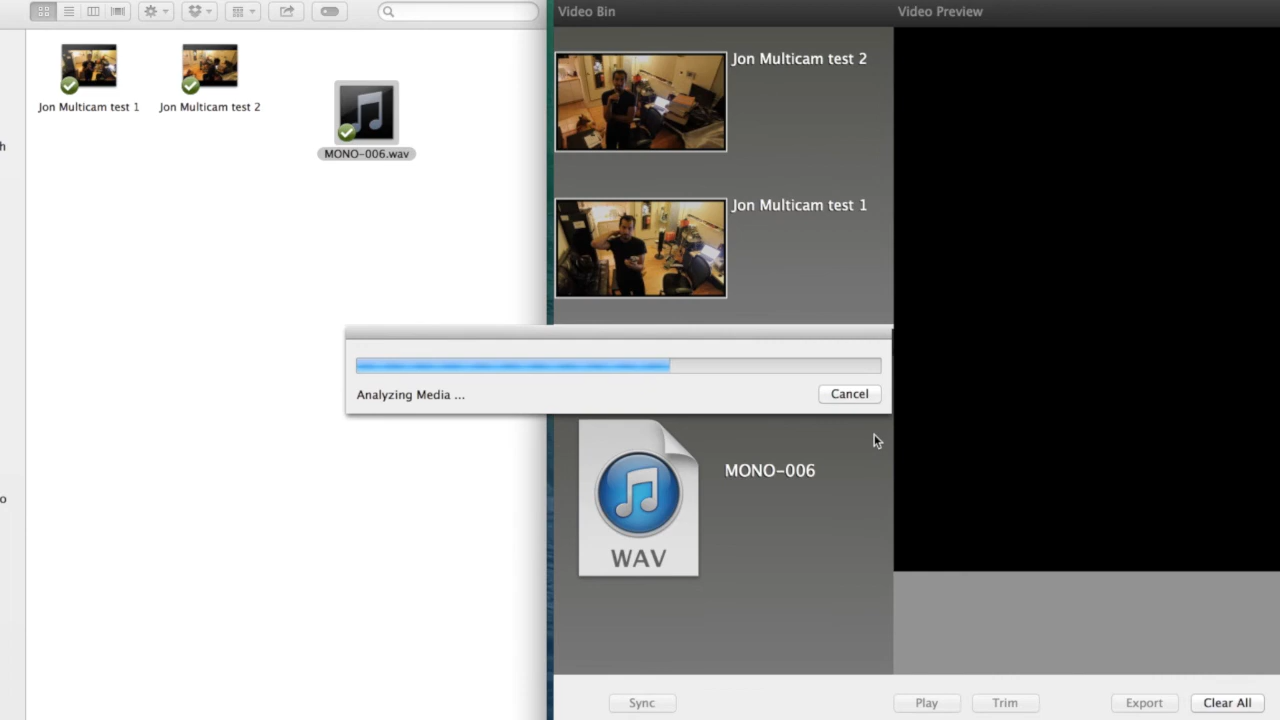 Video Bin
Video Preview
Jon Multicam test 1
Jon Multicam test 2
MONO-006.wav
Jon Multicam test 2
Jon Multicam test 1
h
Analyzing Media ...
Cancel
MONO-006
WAV
o
Sync
Play
Trim
Export
Clear All